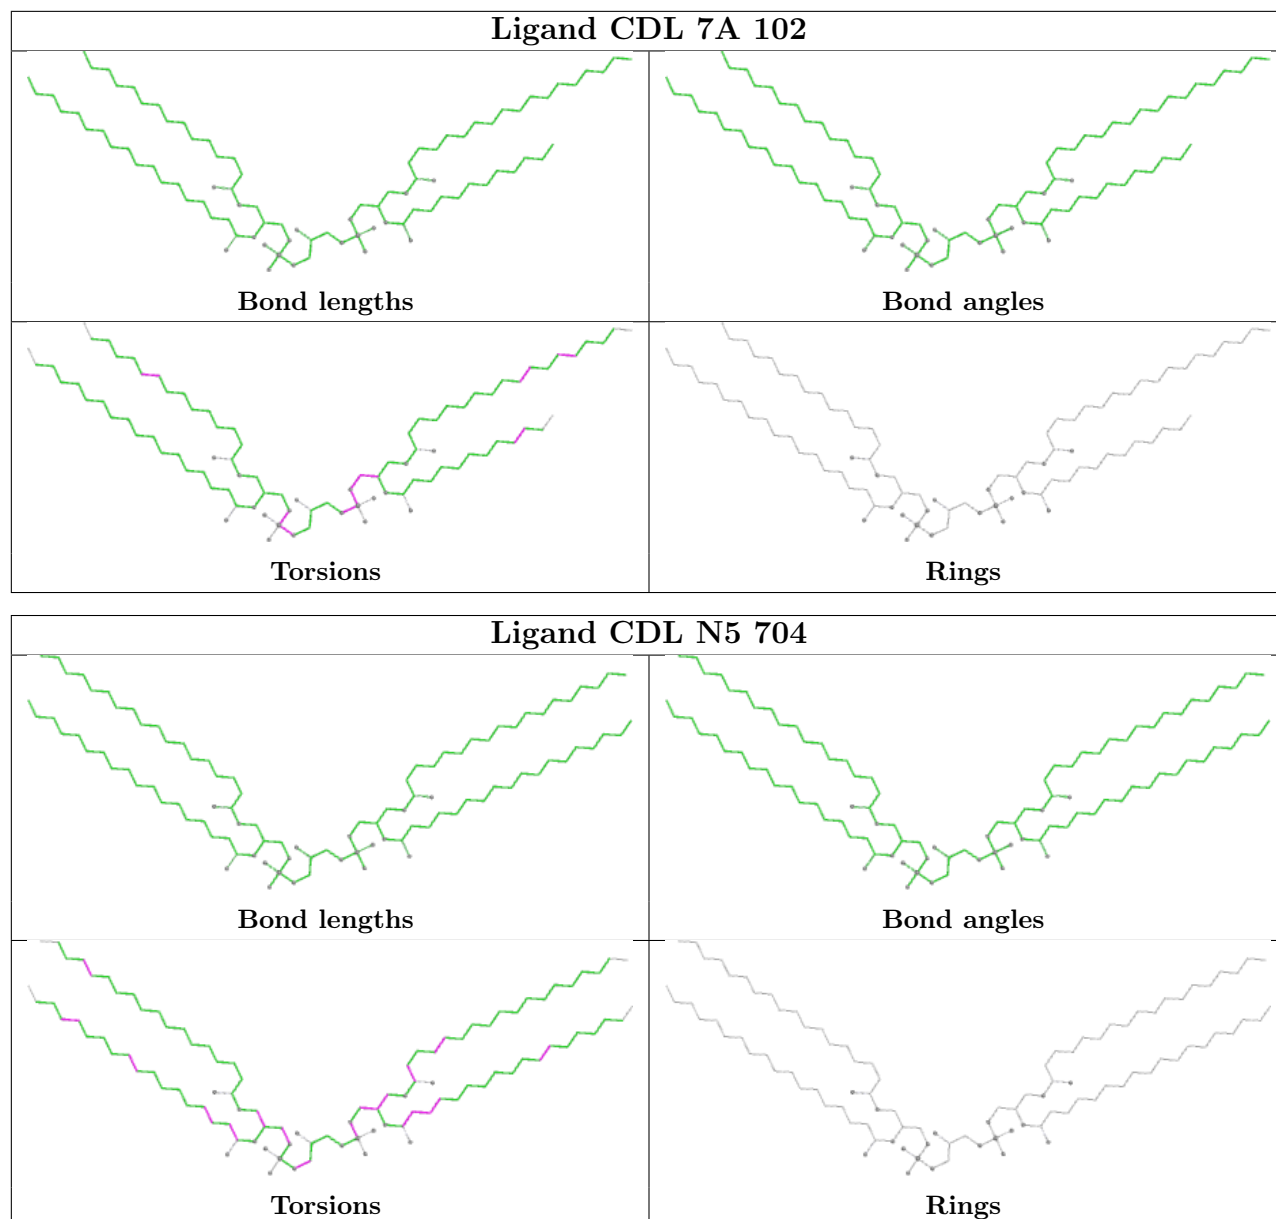 Ligand CDL 7A 102
Bond lengths
Bond angles
Torsions
Rings
Ligand CDL N5 704
Bond lengths
Bond angles
Torsions
Rings